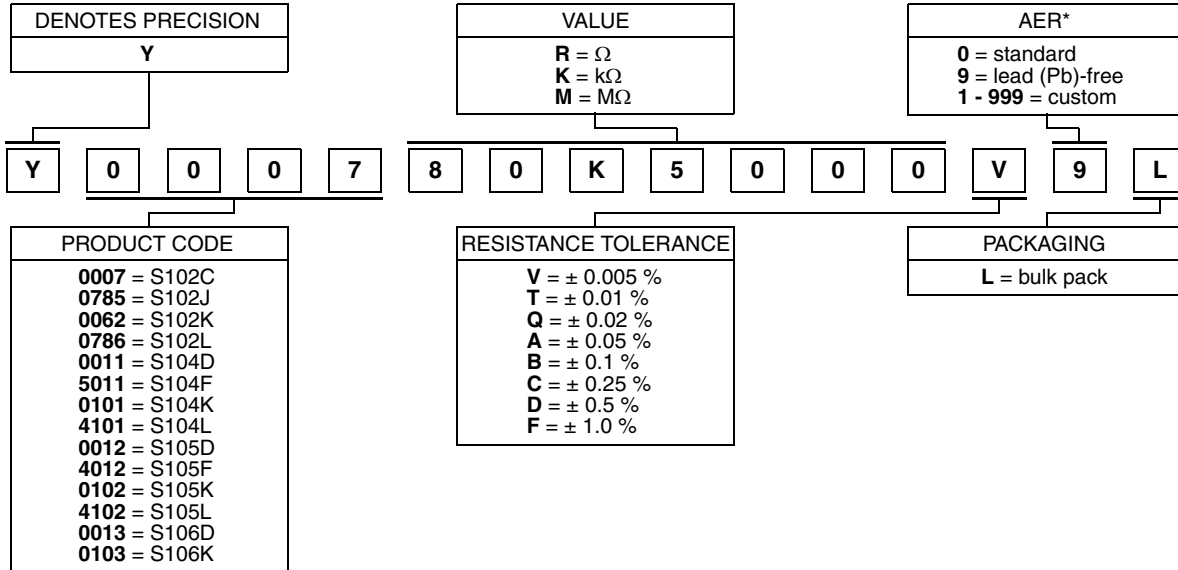 DENOTES PRECISION
Y
VALUE
R = Ω
K = kΩ
M = MΩ
AER*
0 = standard
9 = lead (Pb)-free
1 - 999 = custom
Y 0 0 0 7 8 0 K 5 0 0 0 V 9 L
PRODUCT CODE
0007 = S102C
0785 = S102J
0062 = S102K
0786 = S102L
0011 = S104D
5011 = S104F
0101 = S104K
4101 = S104L
0012 = S105D
4012 = S105F
0102 = S105K
4102 = S105L
0013 = S106D
0103 = S106K
RESISTANCE TOLERANCE
V = ± 0.005 %
T = ± 0.01 %
Q = ± 0.02 %
A = ± 0.05 %
B = ± 0.1 %
C = ± 0.25 %
D = ± 0.5 %
F = ± 1.0 %
PACKAGING
L = bulk pack